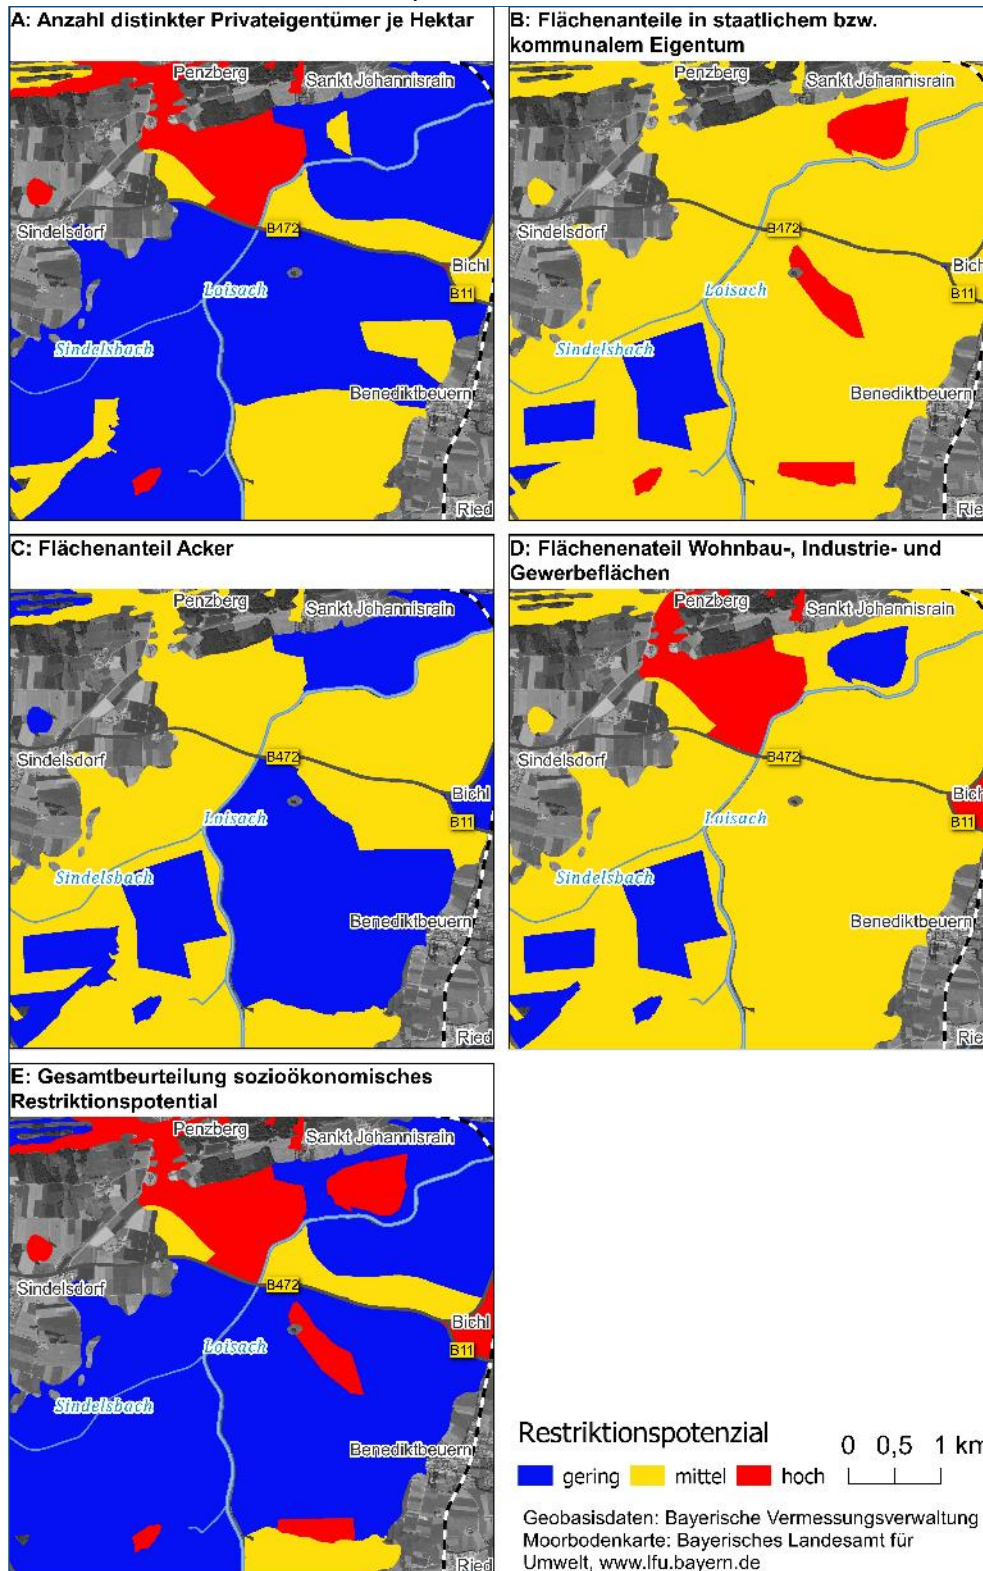 A: Anzahl distinkter Privateigentümer je Hektar
Penzberg
Sankt Johannisrain
Sindelsdorf
B472
Bichl
Loisach
B11
Sindelsbach
Benediktbeuern
Ried
B: Flächenanteile in staatlichem bzw.
kommunalem Eigentum
Penzberg
Sankt Johannisrain
Sindelsdorf
B472
Bich
Loisach
B11
Sindelsbach
Benediktbeuern
Ried
C: Flächenanteil Acker
Penzberg
Sankt Johannisrain
Sindelsdorf
B472
Bichl
Loisach
B11
Sindelsbach
Benediktbeuern
Ried
D: Flächenenateil Wohnbau-, Industrie- und
Gewerbeflächen
Penzberg
Sankt Johannisrain
Sindelsdorf
B472
Bich
Loisach
B11
Sindelsbach
Benediktbeuern
Ried
E: Gesamtbeurteilung sozioökonomisches
Restriktionspotential
Penzberg
Sankt Johannisrain
Sindelsdorf
B472
Bichl
Loisach
B11
Sindelsbach
Benediktbeuern
Ried
Restriktionspotenzial
0 0,5 1 km
gering mittel hoch
Geobasisdaten: Bayerische Vermessungsverwaltung
Moorbodenkarte: Bayerisches Landesamt für
Umwelt, www.lfu.bayern.de